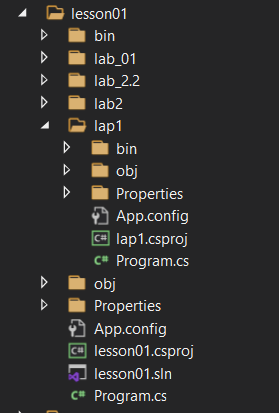 lesson01
bin
lab_01
lab_2.2
lab2
lap1
bin
obj
Properties
App.config
lap1.csproj
Program.cs
obj
Properties
App.config
lesson01.csproj
lesson01.sln
Program.cs